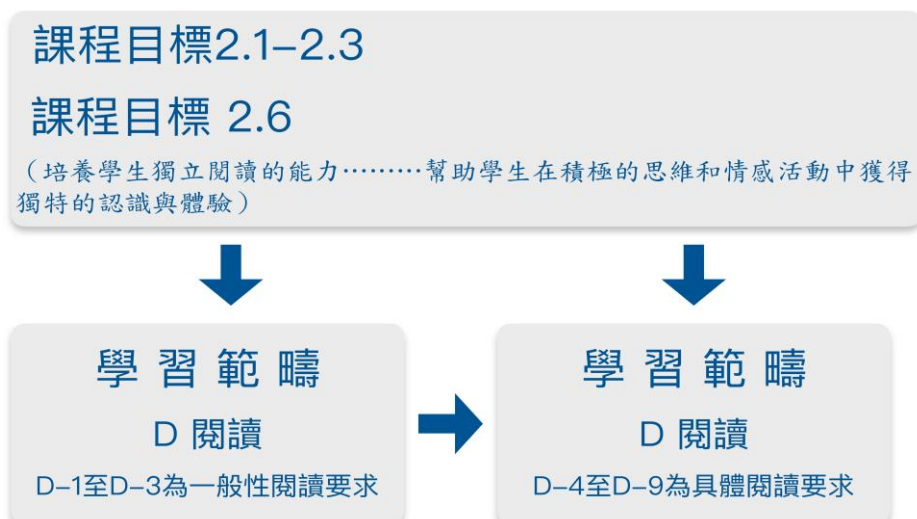 課程目標2.1–2.3
課程目標 2.6
（培養學生獨立閱讀的能力………幫助學生在積極的思維和情感活動中獲得
獨特的認識與體驗）
學 習 範 疇
D 閱讀
D–1至D–3為一般性閱讀要求
學 習 範 疇
D 閱讀
D–4至D–9為具體閱讀要求